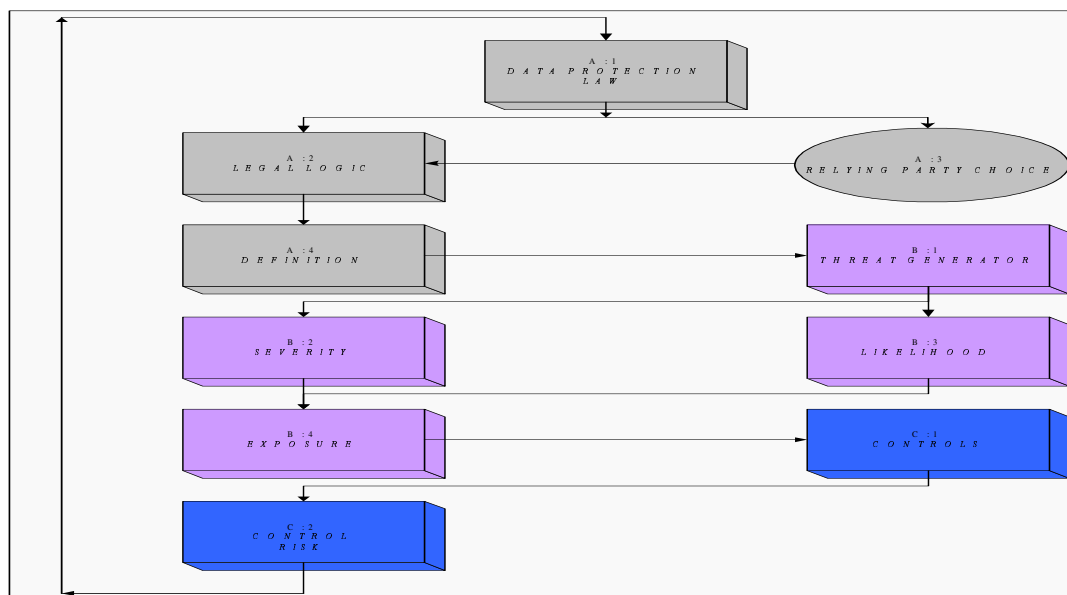 A :1
DATA PROTECTION
LAW
A :2
LEGAL LOGIC
A :3
RELYING PARTY CHOICE
A :4
DEFINITION
B :1
THREAT GENERATOR
B :2
SEVERITY
B :3
LIKELIHOOD
B :4
EXPOSURE
C :1
CONTROLS
C :2
CONTROL
RISK